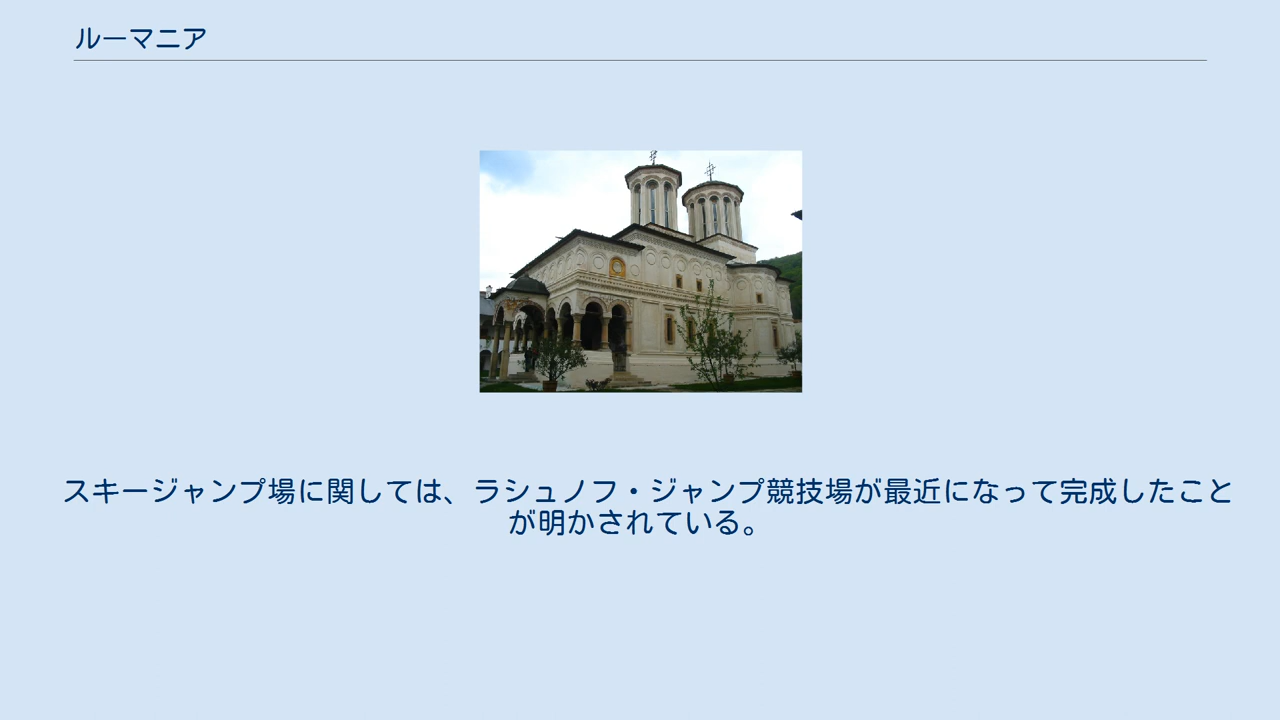 ルーマニア
スキージャンプ場に関しては、ラシュノフ・ジャンプ競技場が最近になって完成したこと
が明かされている。